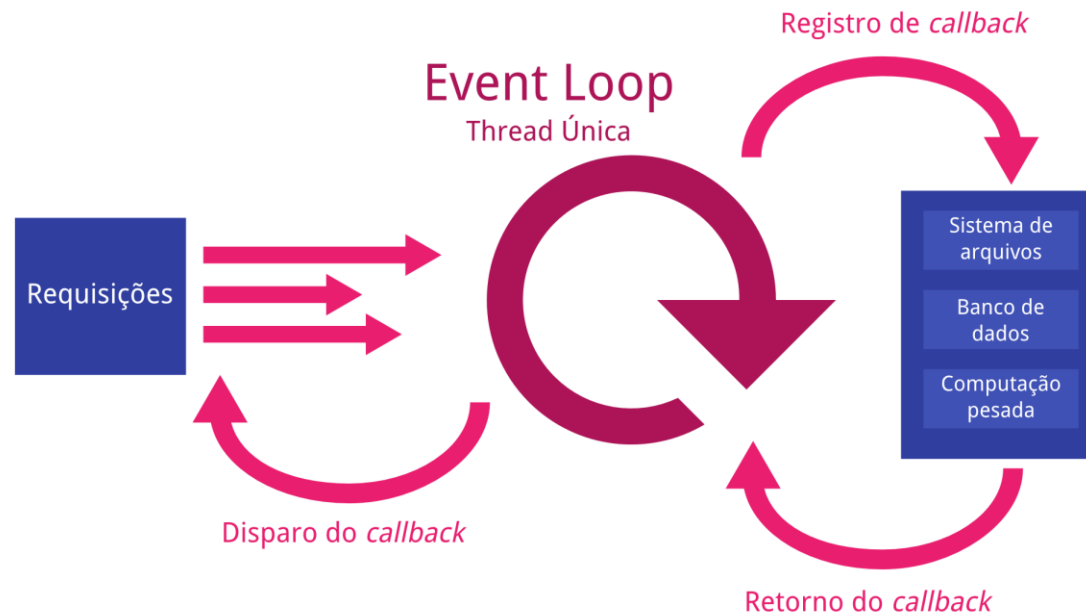 Registro de callback
Event Loop
Thread Única
Requisições
Sistema de
arquivos
Banco de
dados
Computação
pesada
Disparo do callback
Retorno do callback